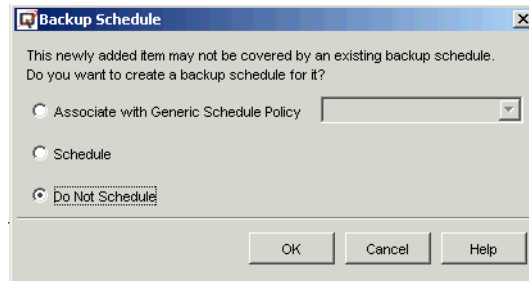 Backup Schedule
This newly added item may not be covered by an existing backup schedule.
Do you want to create a backup schedule for it?
Associate with Generic Schedule Policy
Schedule
Do Not Schedule
OK Cancel Help